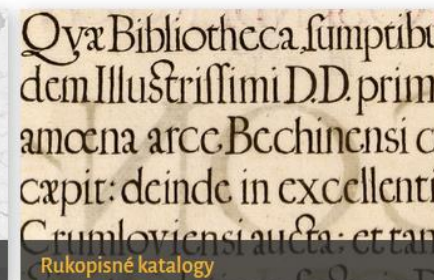 Qvæ Bibliotheca ſumptibu
dem Illuſtriſſimi D.D. prim
amœna arce Bechinensi c
cæpit: deinde in excellenti
Crumloviensi aucta: et tan
Rukopisné katalogy